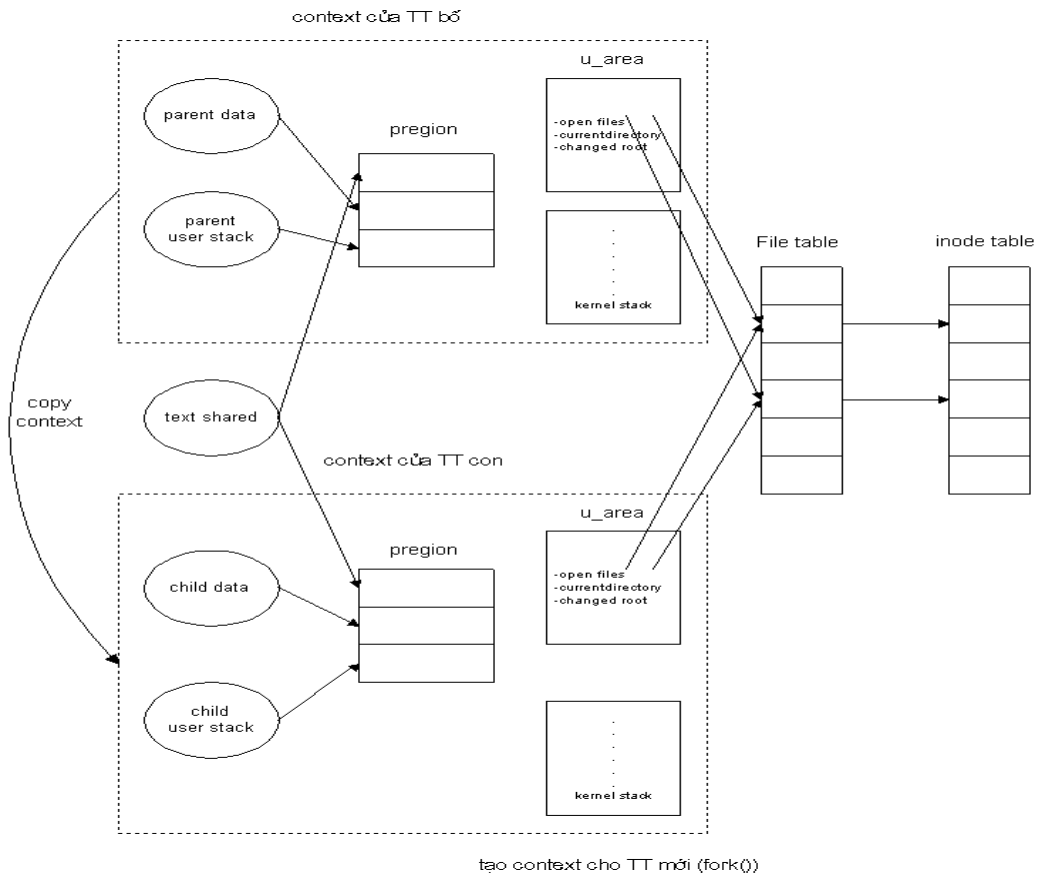 context của TT bố
u_area
parent data
pregion
-open files
-currentdirectory
-changed root
parent
user stack
File table
inode table
kernel stack
copy
context
text shared
context của TT con
u_area
pregion
child data
-open files
-currentdirectory
-changed root
child
user stack
kernel stack
tạo context cho TT mới (fork())